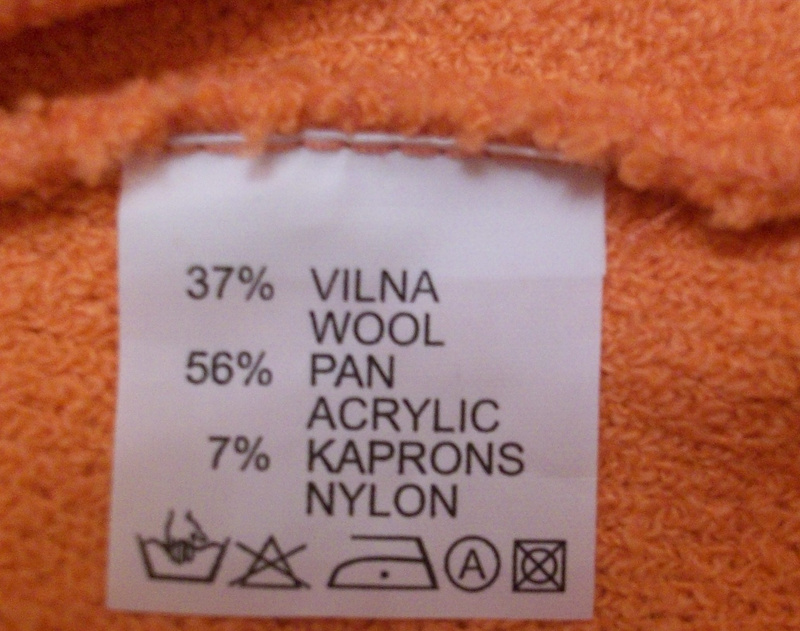 37% VILNA
WOOL
56% PAN
ACRYLIC
7% KAPRONS
NYLON
A